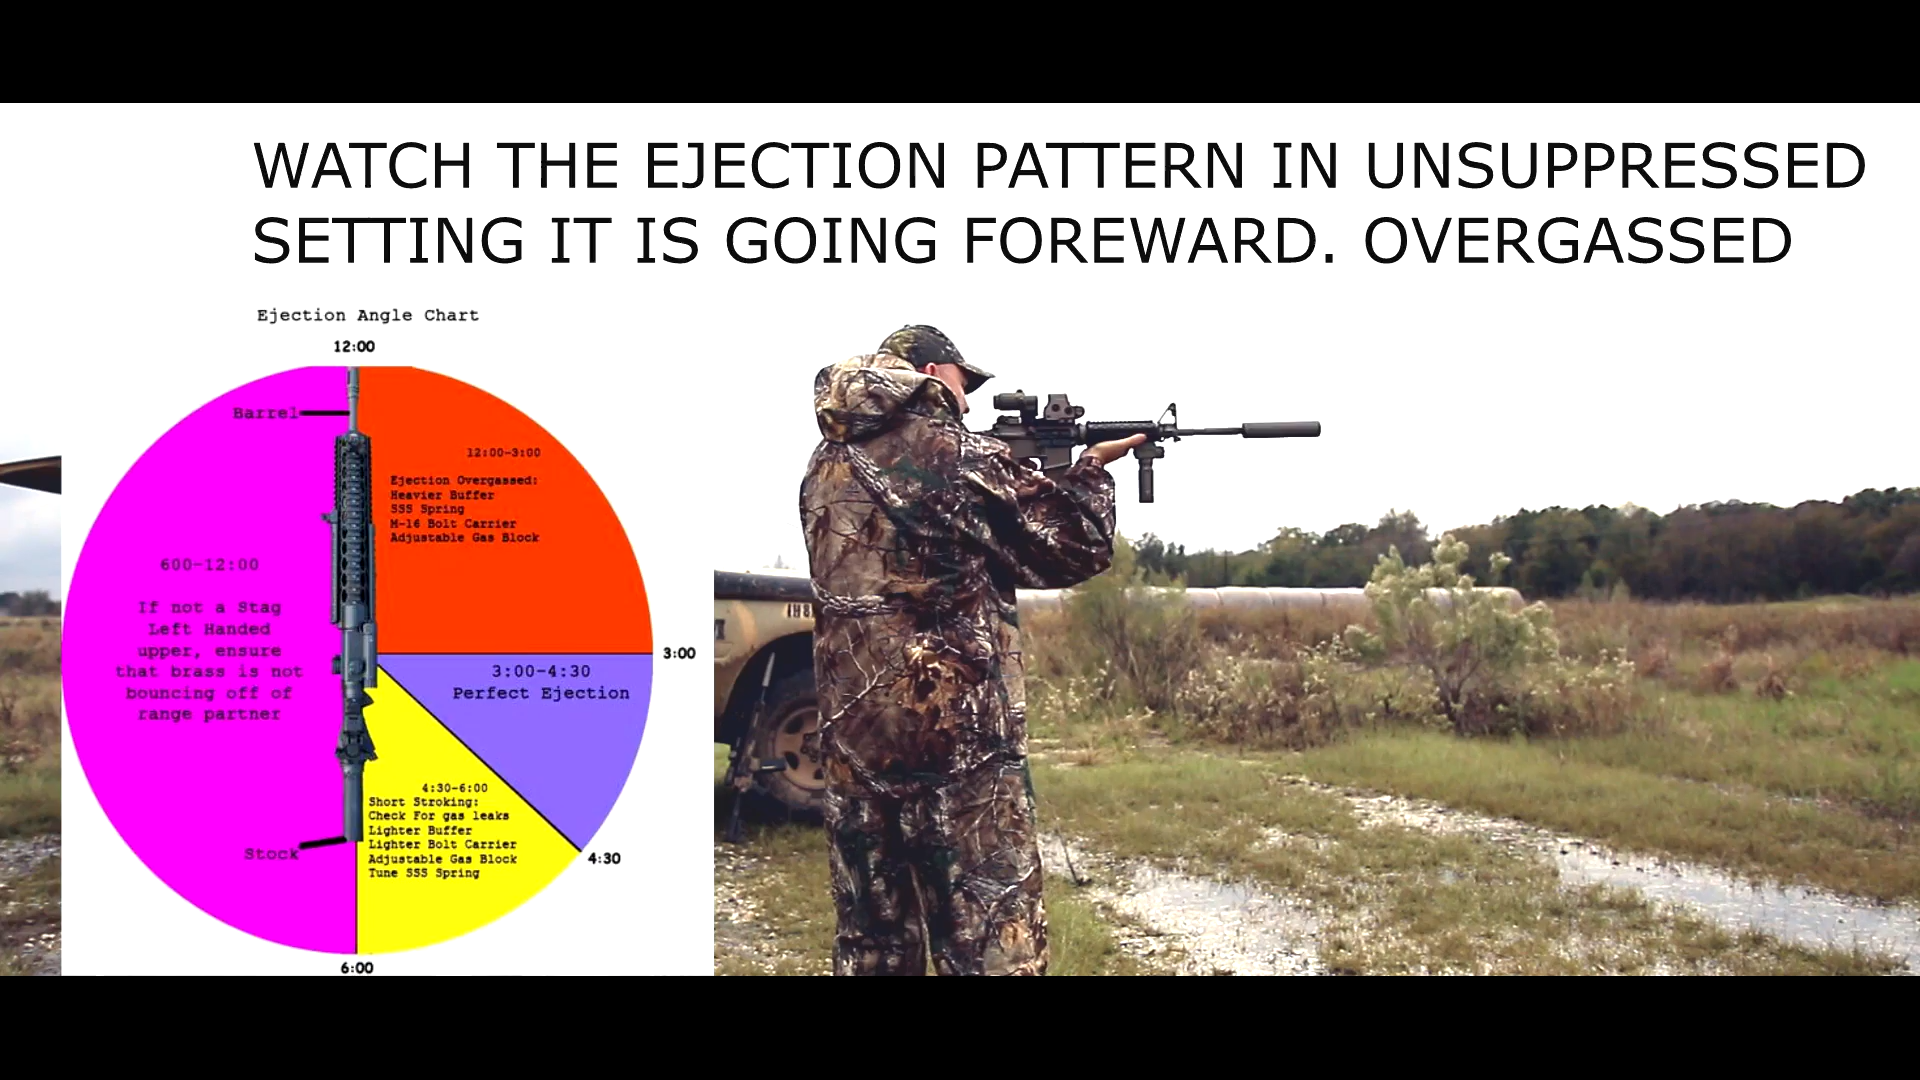 WATCH THE EJECTION PATTERN IN UNSUPPRESSED
SETTING IT IS GOING FOREWARD. OVERGASSED
Ejection Angle Chart
12:00
Barrel
12:00-3:00
Ejection Overgassed:
Heavier Buffer
SSS Spring
M-16 Bolt Carrier
Adjustable Gas Block
600-12:00
If not a Stag
Left Handed
upper, ensure
that brass is not
bouncing off of
range partner
3:00
3:00-4:30
Perfect Ejection
4:30-6:00
Short Stroking:
Check For gas leaks
Lighter Buffer
Lighter Bolt Carrier
Adjustable Gas Block
Tune SSS Spring
Stock
4:30
6:00